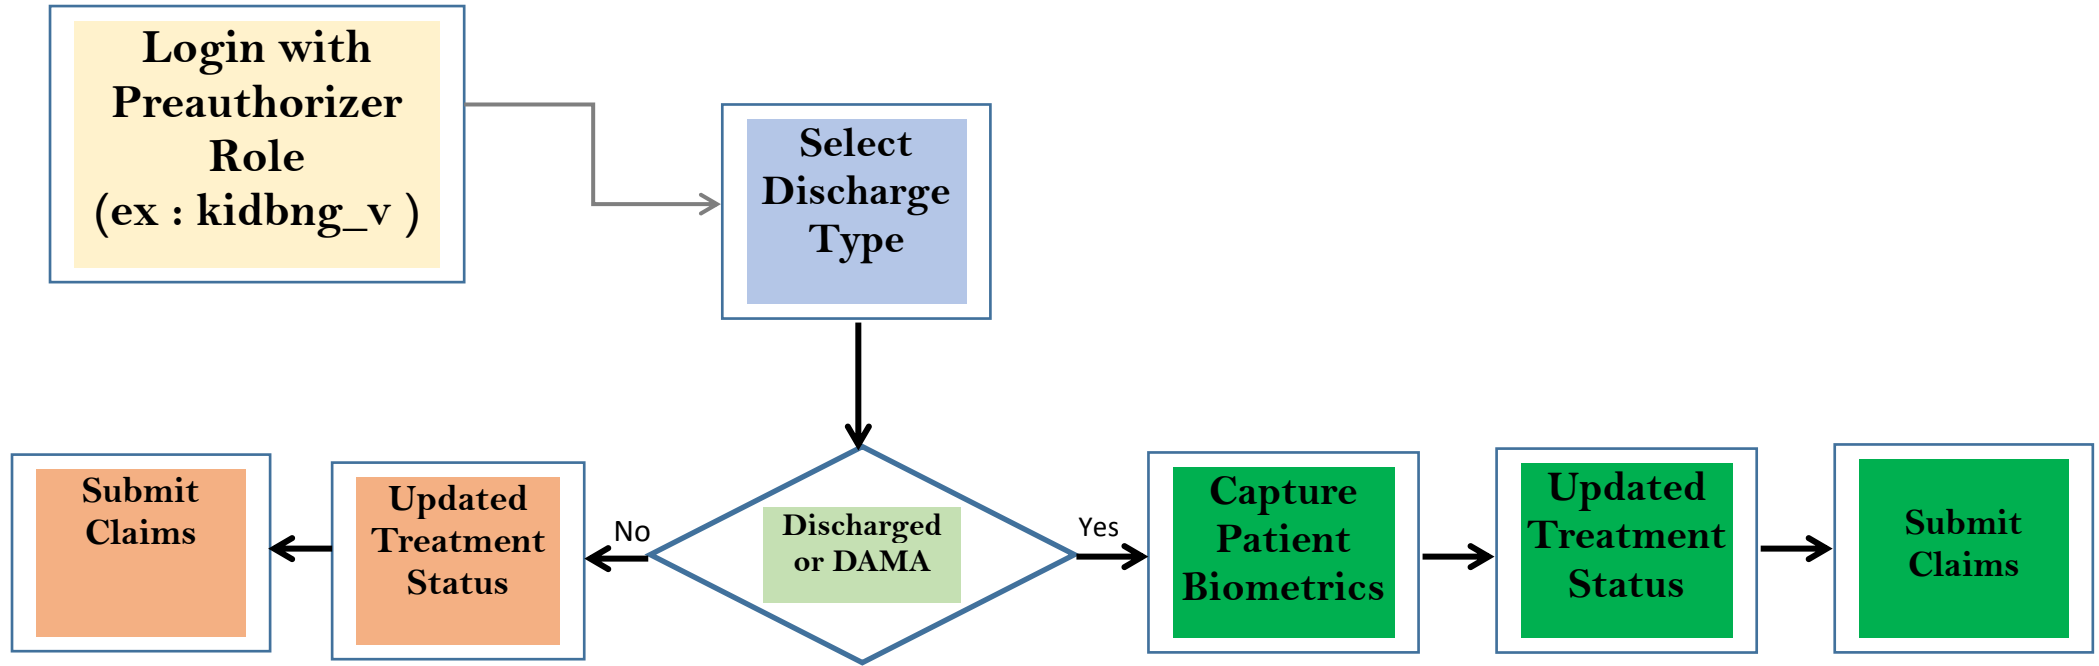 Login with
Preauthorizer
Role
(ex : kidbng_v )
Select
Discharge
Type
Submit
Claims
Updated
Treatment
Status
No
Discharged
or DAMA
Yes
Capture
Patient
Biometrics
Updated
Treatment
Status
Submit
Claims